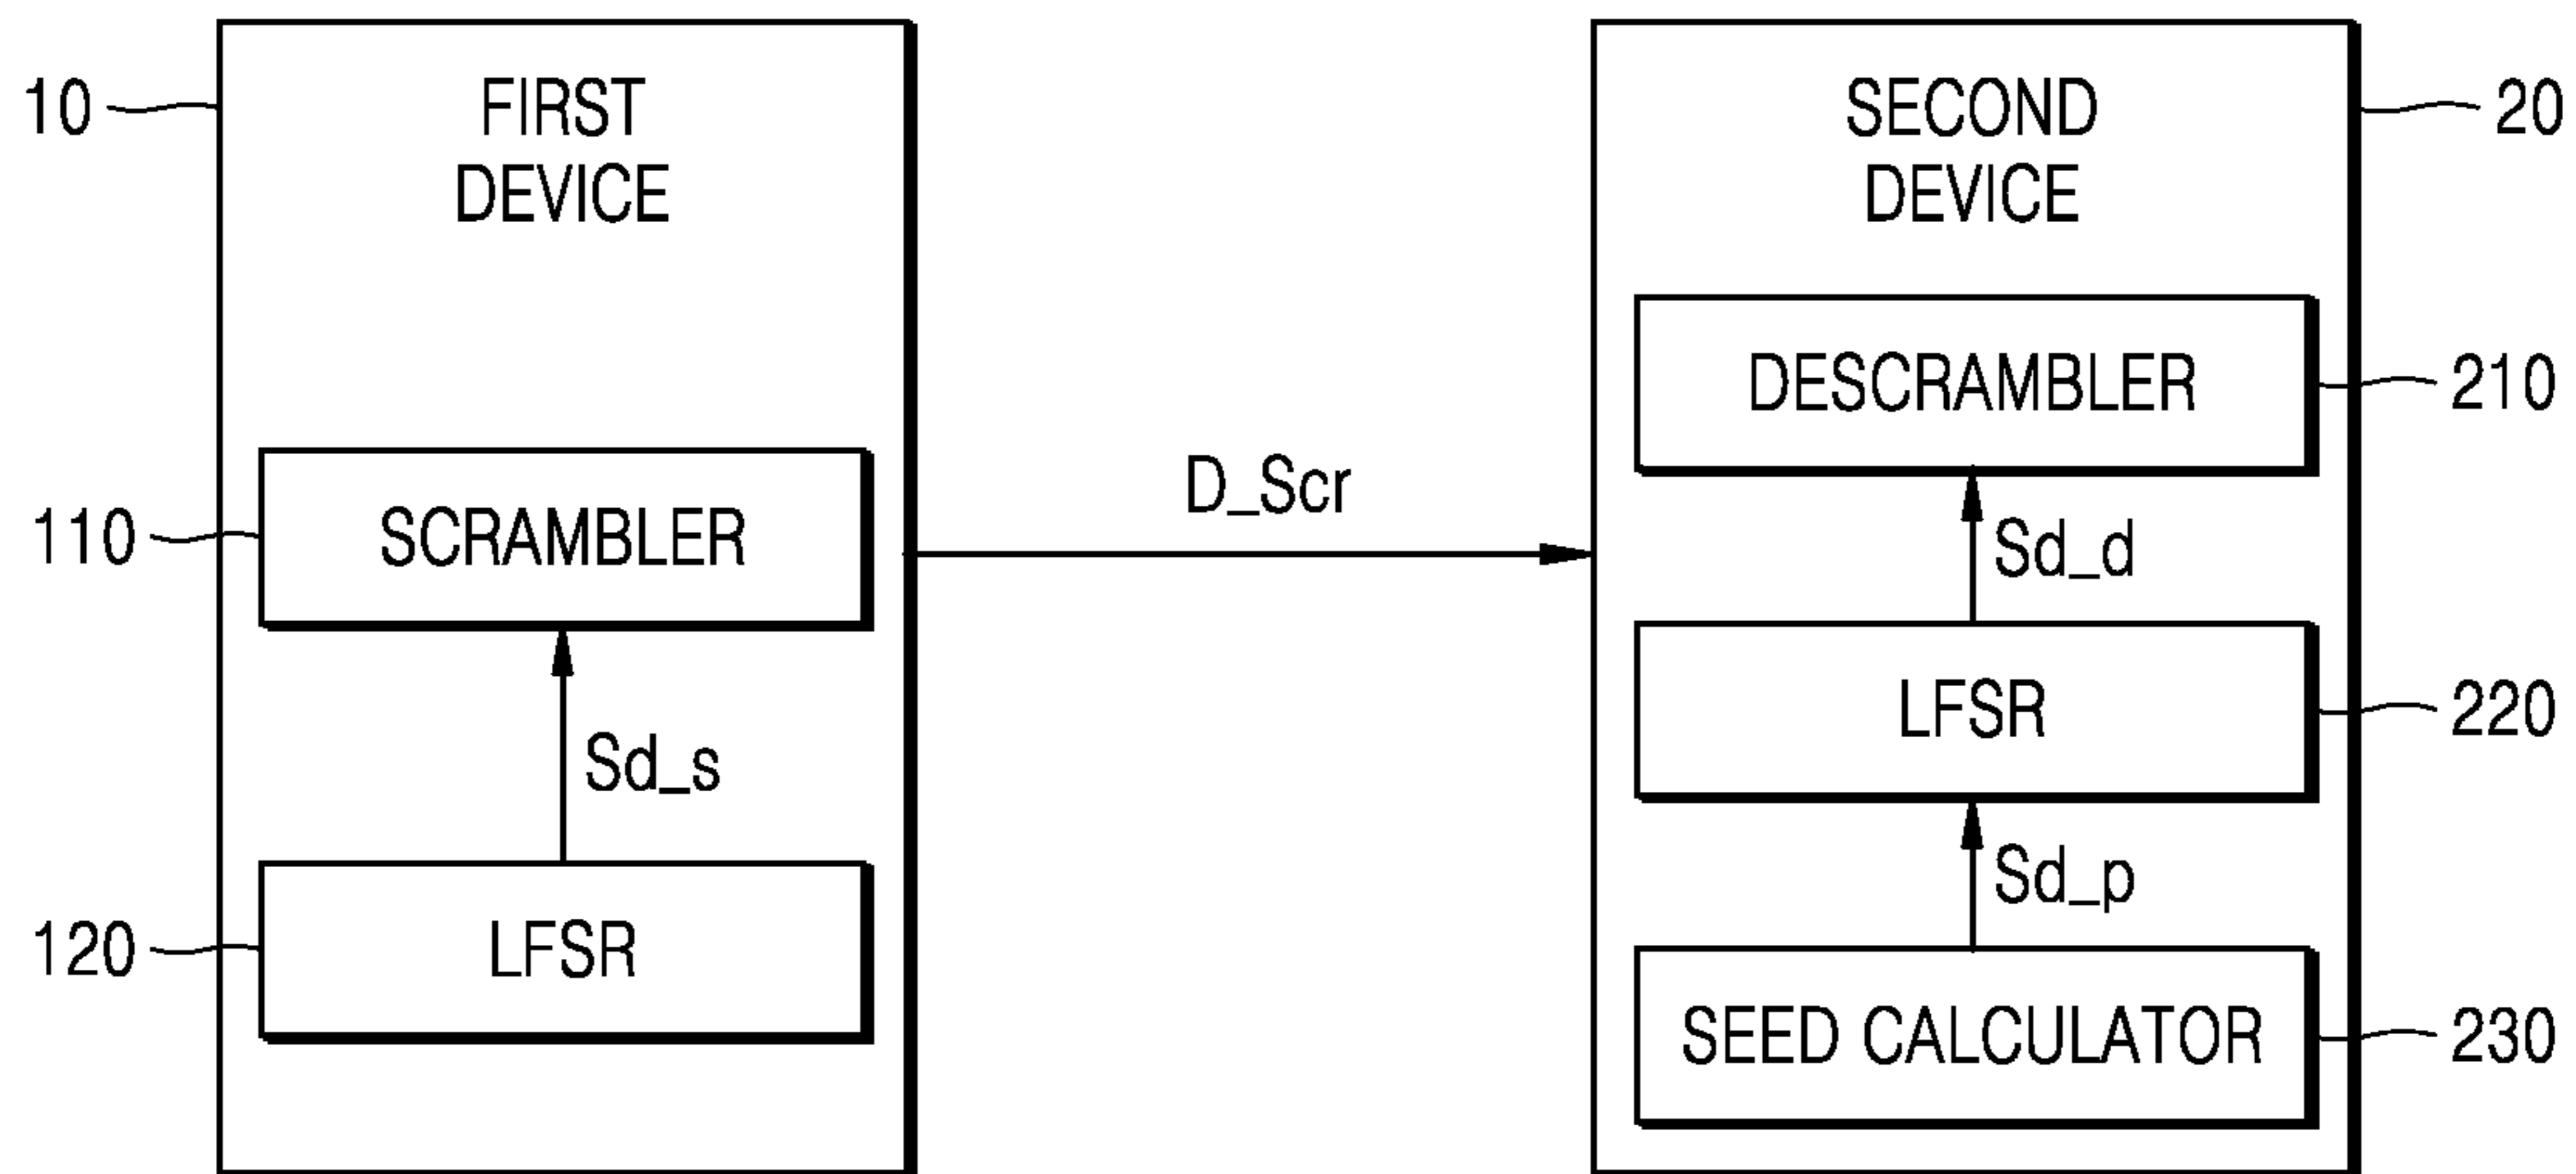 10
FIRST
DEVICE
110
SCRAMBLER
Sd_s
120
LFSR
D_Scr
SECOND
DEVICE
20
DESCRAMBLER
210
Sd_d
LFSR
220
Sd_p
SEED CALCULATOR
230